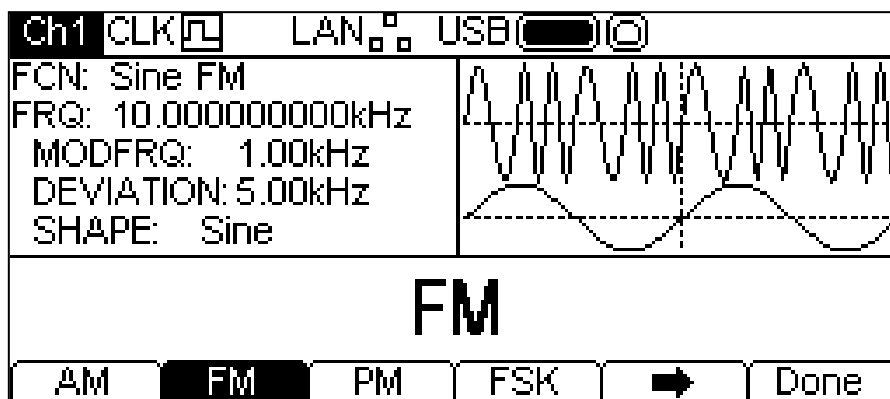 Ch1 CLK LAN USB
FCN: Sine FM
FRQ: 10.000000000kHz
MODFRQ: 1.00kHz
DEVIATION: 5.00kHz
SHAPE: Sine
FM
AM FM PM FSK Done